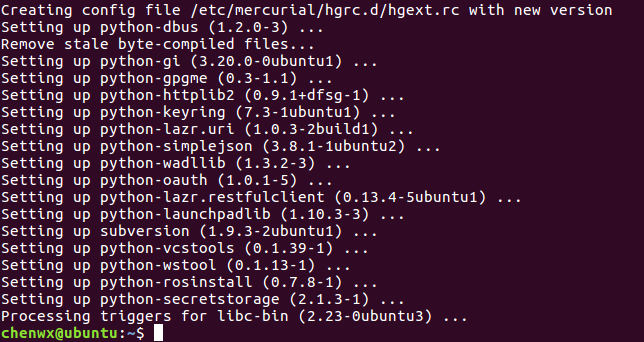 Creating config file /etc/mercurial/hgrc.d/hgext.rc with new version
Setting up python-dbus (1.2.0-3) ...
Remove stale byte-compiled files...
Setting up python-gi (3.20.0-0ubuntu1) ...
Setting up python-gpgme (0.3-1.1) ...
Setting up python-httplib2 (0.9.1+dfsg-1) ...
Setting up python-keyring (7.3-1ubuntu1) ...
Setting up python-lazr.uri (1.0.3-2build1) ...
Setting up python-simplejson (3.8.1-1ubuntu2) ...
Setting up python-wadllib (1.3.2-3) ...
Setting up python-oauth (1.0.1-5) ...
Setting up python-lazr.restfulclient (0.13.4-5ubuntu1) ...
Setting up python-launchpadlib (1.10.3-3) ...
Setting up subversion (1.9.3-2ubuntu1) ...
Setting up python-vcstools (0.1.39-1) ...
Setting up python-wstool (0.1.13-1) ...
Setting up python-rosinstall (0.7.8-1) ...
Setting up python-secretstorage (2.1.3-1) ...
Processing triggers for libc-bin (2.23-0ubuntu3) ...
chenwx@ubuntu:~$